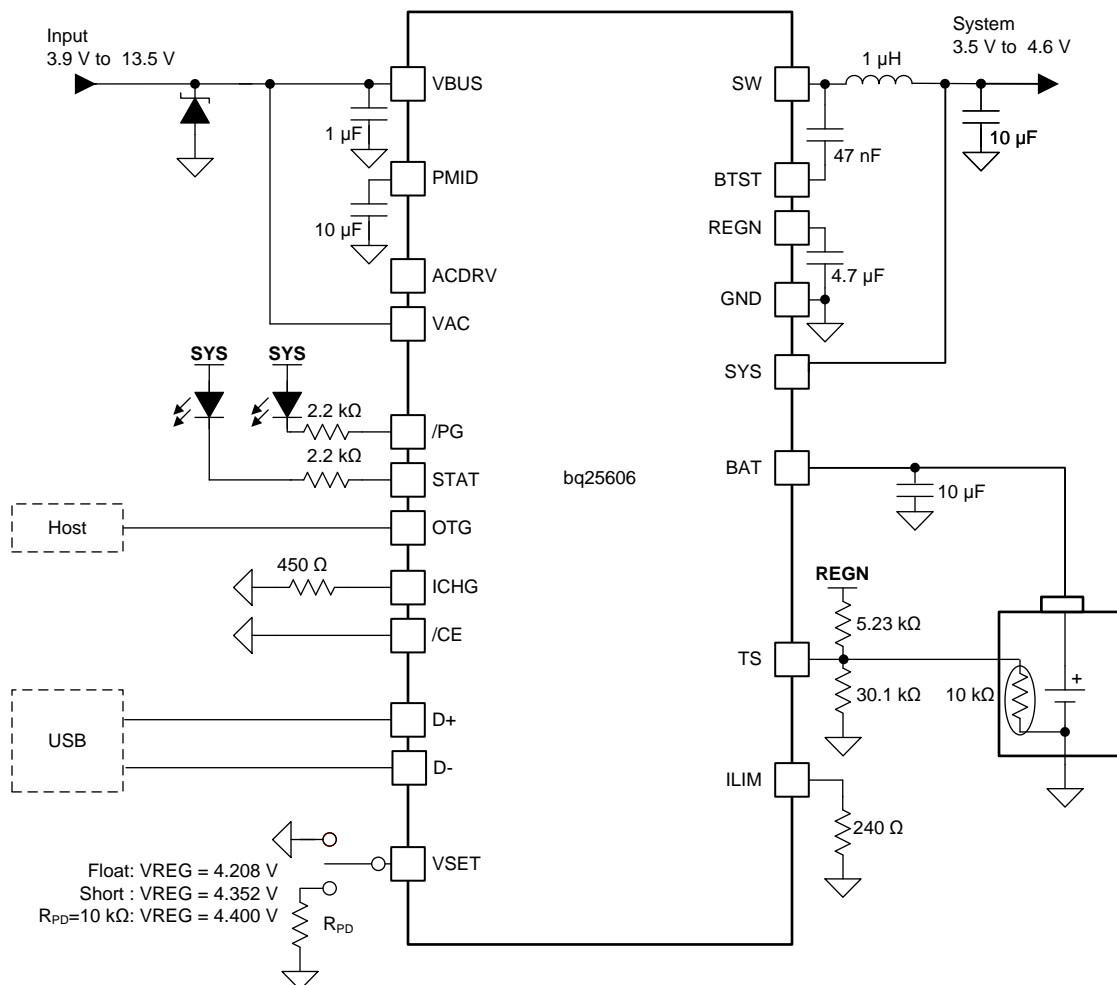 Input
3.9 V to 13.5 V
System
3.5 V to 4.6 V
1 µH
VBUS
SW
1 µF
10 µF
47 nF
PMID
BTST
10 µF
REGN
4.7 µF
ACDRV
GND
VAC
SYS
SYS
SYS
2.2 kΩ
/PG
2.2 kΩ
STAT
bq25606
BAT
10 µF
Host
OTG
450 Ω
ICHG
REGN
/CE
5.23 kΩ
TS
30.1 kΩ
10 kΩ
+
D+
USB
D-
ILIM
240 Ω
VSET
Float: VREG = 4.208 V
Short : VREG = 4.352 V
RPD=10 kΩ: VREG = 4.400 V
RPD